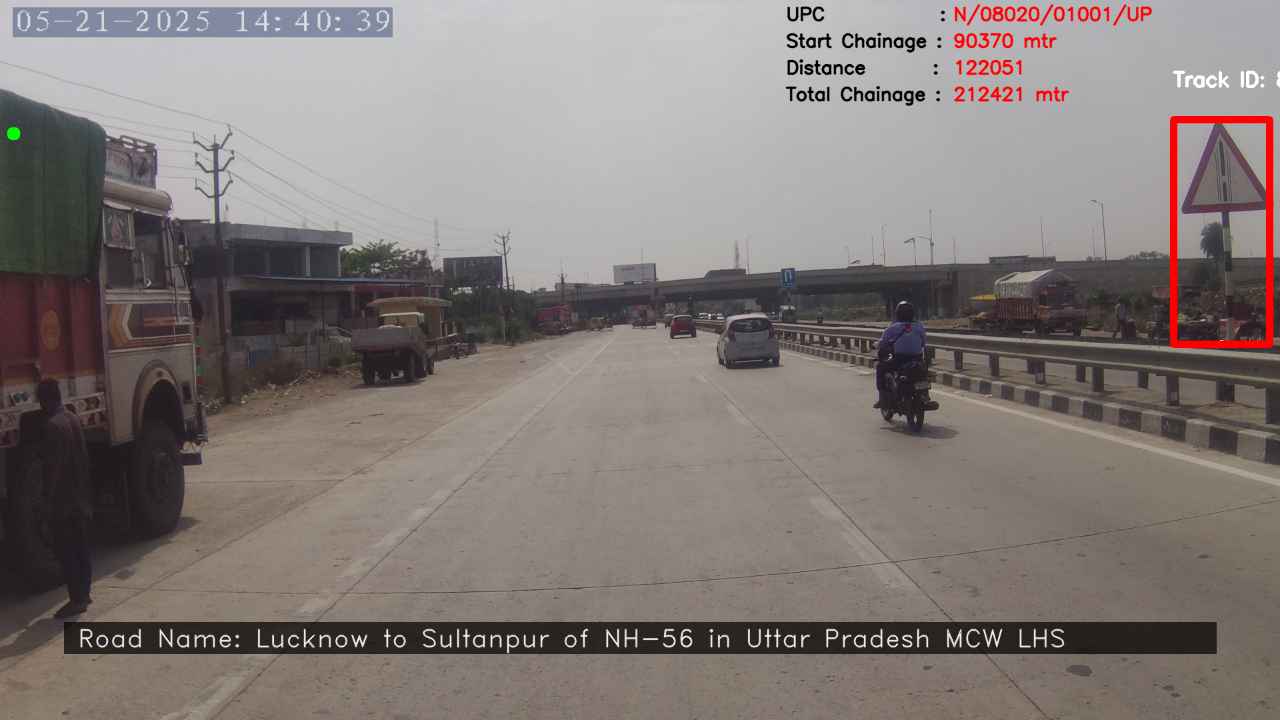 05-21-2025 14:40:39
UPC : N/08020/01001/UP
Start Chainage : 90370 mtr
Distance : 122051
Total Chainage : 212421 mtr
Track ID: 8
Road Name: Lucknow to Sultanpur of NH-56 in Uttar Pradesh MCW LHS